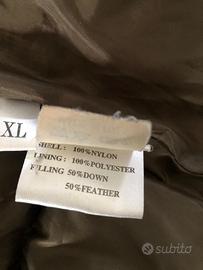 XL
SHELL: 100%NYLON
LINING: 100%POLYESTER
FILLING 50%DOWN
50%FEATHER
subito